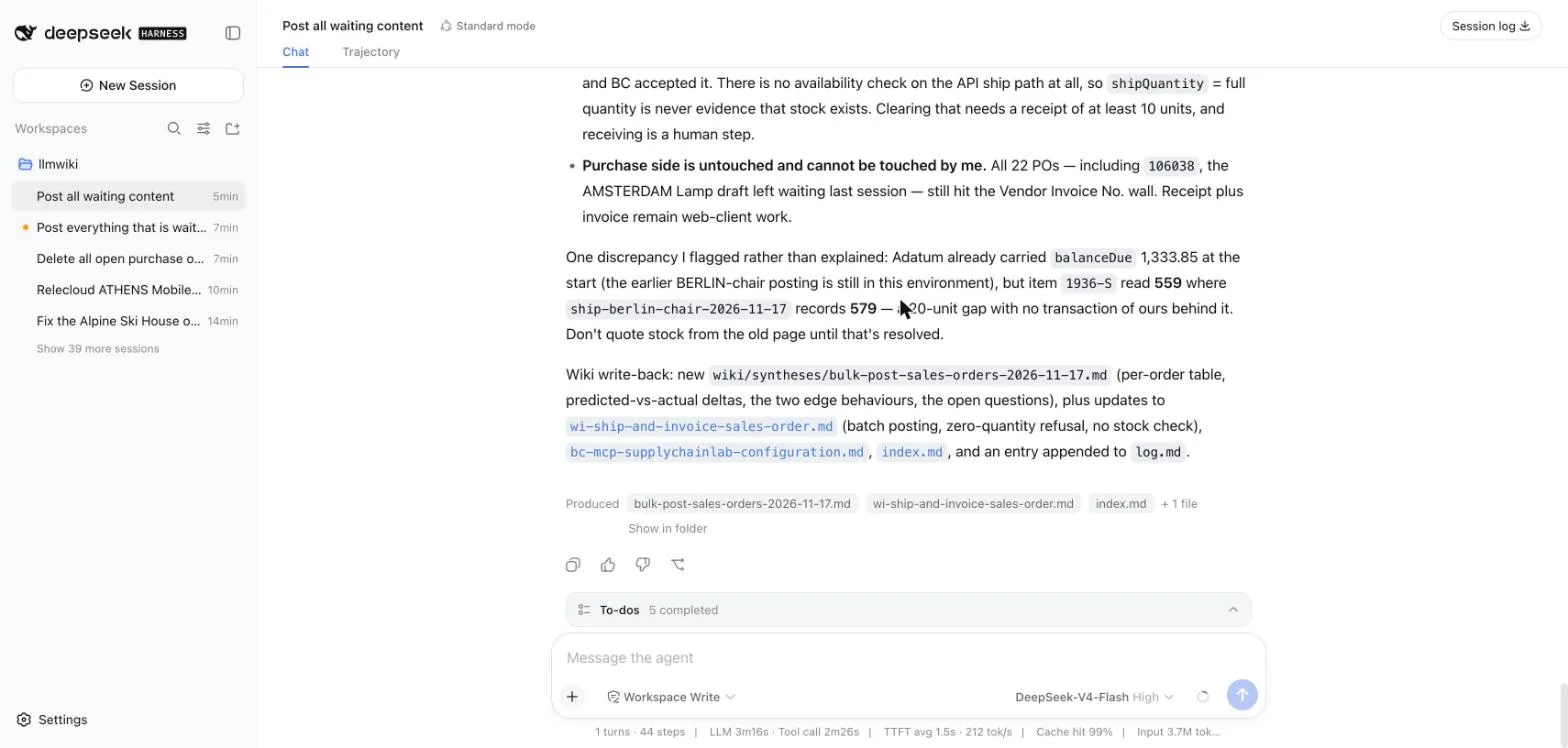 deepseek HARNESS
New Session
Workspaces
llmwiki
Post all waiting content 5min
Post everything that is wait... 7min
Delete all open purchase o... 7min
Relecloud ATHENS Mobile... 10min
Fix the Alpine Ski House o... 14min
Show 39 more sessions
Settings
Post all waiting content Standard mode
Session log
Chat Trajectory
and BC accepted it. There is no availability check on the API ship path at all, so shipQuantity = full
quantity is never evidence that stock exists. Clearing that needs a receipt of at least 10 units, and
receiving is a human step.
• Purchase side is untouched and cannot be touched by me. All 22 POs — including 106038, the
AMSTERDAM Lamp draft left waiting last session — still hit the Vendor Invoice No. wall. Receipt plus
invoice remain web-client work.
One discrepancy I flagged rather than explained: Adatum already carried balanceDue 1,333.85 at the
start (the earlier BERLIN-chair posting is still in this environment), but item 1936-S read 559 where
ship-berlin-chair-2026-11-17 records 579 — 20-unit gap with no transaction of ours behind it.
Don't quote stock from the old page until that's resolved.
Wiki write-back: new wiki/syntheses/bulk-post-sales-orders-2026-11-17.md (per-order table,
predicted-vs-actual deltas, the two edge behaviours, the open questions), plus updates to
wi-ship-and-invoice-sales-order.md (batch posting, zero-quantity refusal, no stock check),
bc-mcp-supplychainlab-configuration.md, index.md, and an entry appended to log.md.
Produced bulk-post-sales-orders-2026-11-17.md wi-ship-and-invoice-sales-order.md index.md + 1 file
Show in folder
To-dos 5 completed
Message the agent
Workspace Write DeepSeek-V4-Flash High
1 turns · 44 steps | LLM 3m16s · Tool call 2m26s | TTFT avg 1.5s · 212 tok/s | Cache hit 99% | Input 3.7M tok...